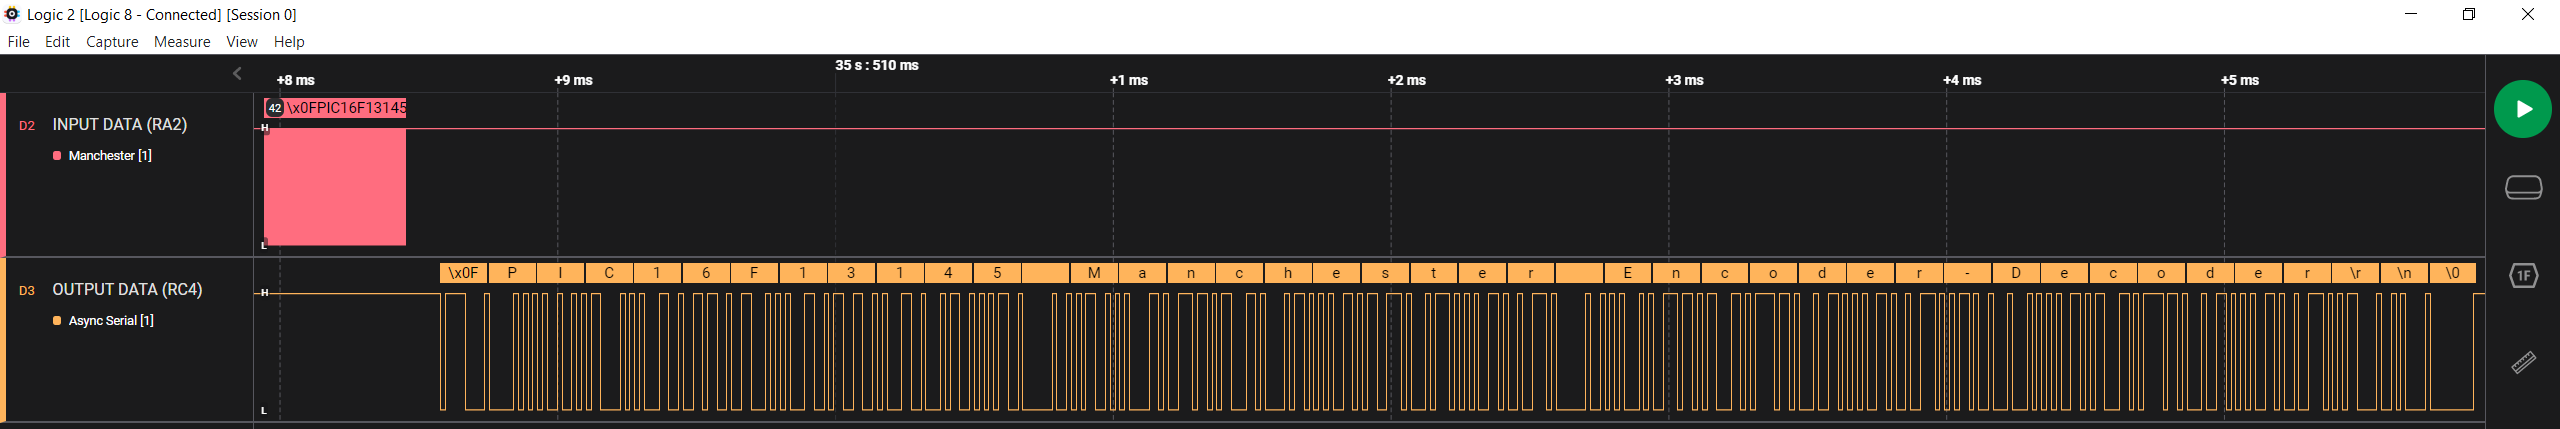 Logic 2 [Logic 8 - Connected] [Session 0]
File Edit Capture Measure View Help
35 s : 510 ms
+8 ms +9 ms +1 ms +2 ms +3 ms +4 ms +5 ms
42 \x0FPIC16F13145
D2 INPUT DATA (RA2)
H
Manchester [1]
L
\x0F P I C 1 6 F 1 3 1 4 5 M a n c h e s t e r E n c o d e r - D e c o d e r \r \n \0
D3 OUTPUT DATA (RC4)
H
Async Serial [1]
L
1F